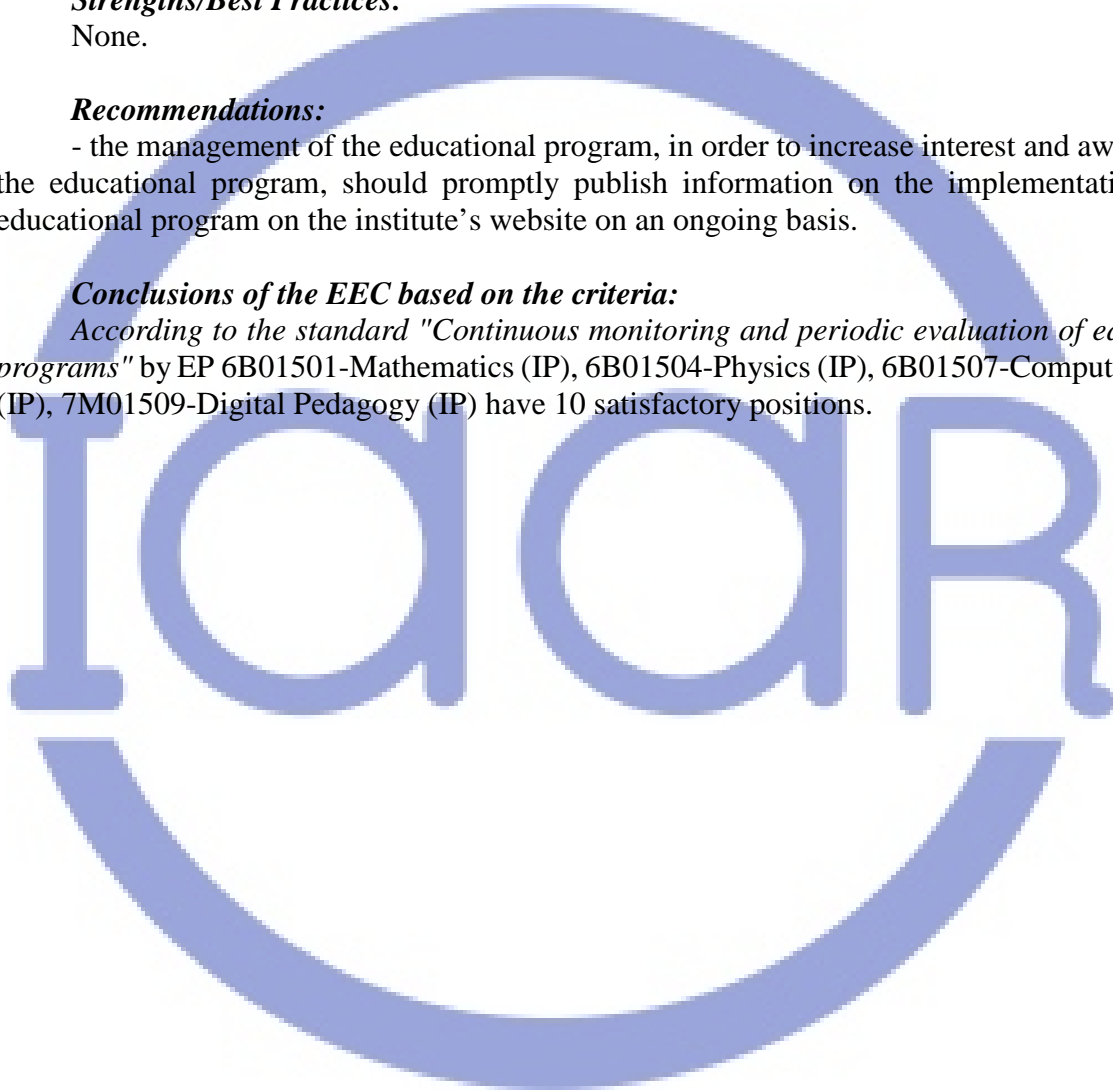 Strengths/Best Practices:
None.
Recommendations:
- the management of the educational program, in order to increase interest and aw
the educational program, should promptly publish information on the implementati
educational program on the institute’s website on an ongoing basis.
Conclusions of the EEC based on the criteria:
According to the standard "Continuous monitoring and periodic evaluation of ed
programs" by EP 6B01501-Mathematics (IP), 6B01504-Physics (IP), 6B01507-Comput
(IP), 7M01509-Digital Pedagogy (IP) have 10 satisfactory positions.
IaaR